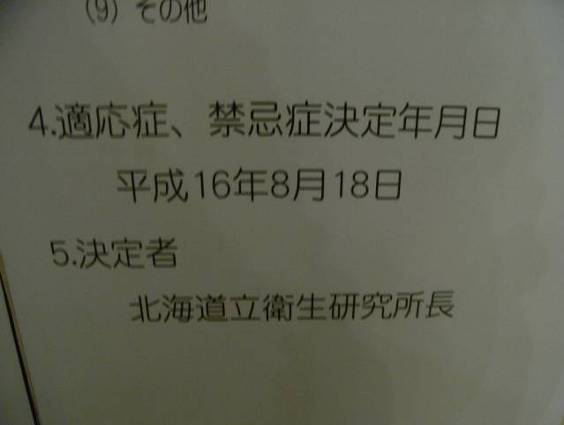 (9) その他
4.適応症、禁忌症決定年月日
平成16年8月18日
5.決定者
北海道立衛生研究所長